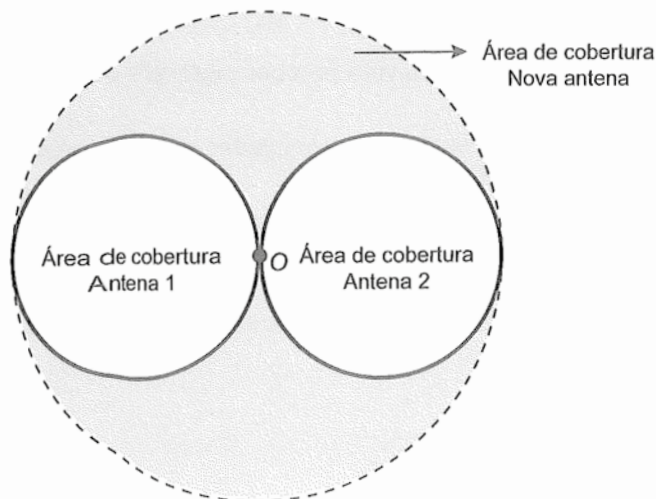 Área de cobertura
Nova antena
Área de cobertura
Antena 1
O
Área de cobertura
Antena 2